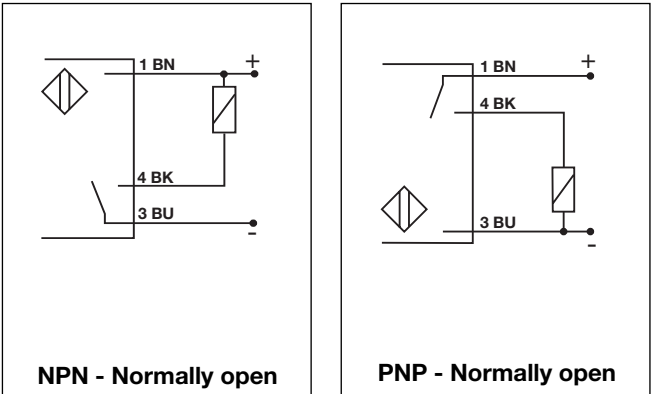 1 BN
+
4 BK
3 BU
-
NPN - Normally open
1 BN
+
4 BK
3 BU
-
PNP - Normally open